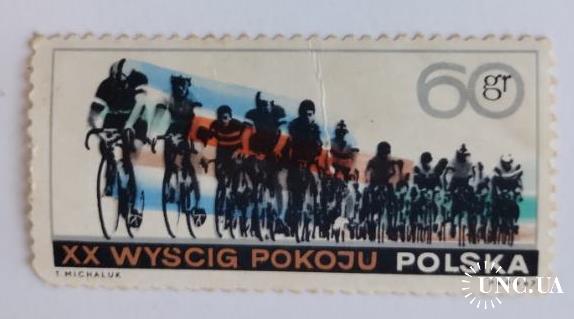 60 gr
XX WYŚCIG POKOJU POLSKA
T. MICHALUK
UNC.UA